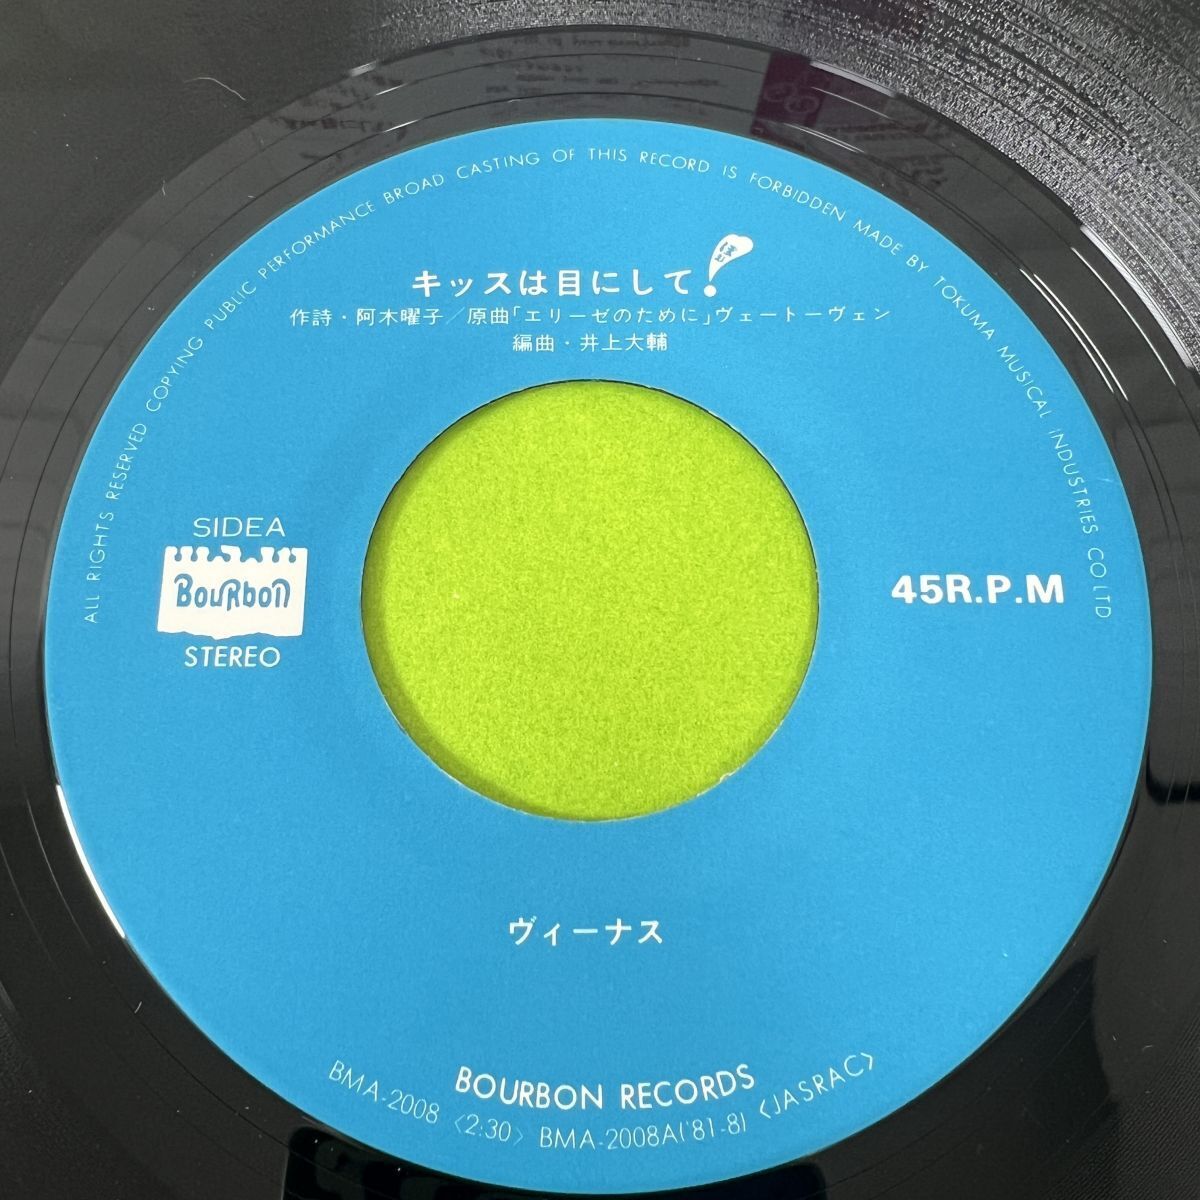 ALL RIGHTS RESERVED COPYING PUBLIC PERFORMANCE BROAD CASTING OF THIS RECORD IS FORBIDDEN MADE BY TOKUMA MUSICAL INDUSTRIES CO LTD
キッスは目にして!
作詩・阿木曜子/原曲「エリーゼのために」ヴェートーヴェン
編曲・井上大輔
SIDEA
BouRbon
STEREO
45R.P.M
ヴィーナス
BOURBON RECORDS
BMA-2008 〈2:30〉 BMA-2008A('81-8) 〈JASRAC〉